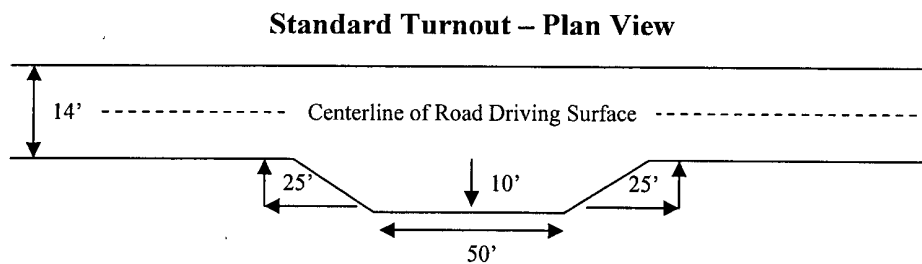 Standard Turnout – Plan View
14’
Centerline of Road Driving Surface
25’
10’
25’
50’